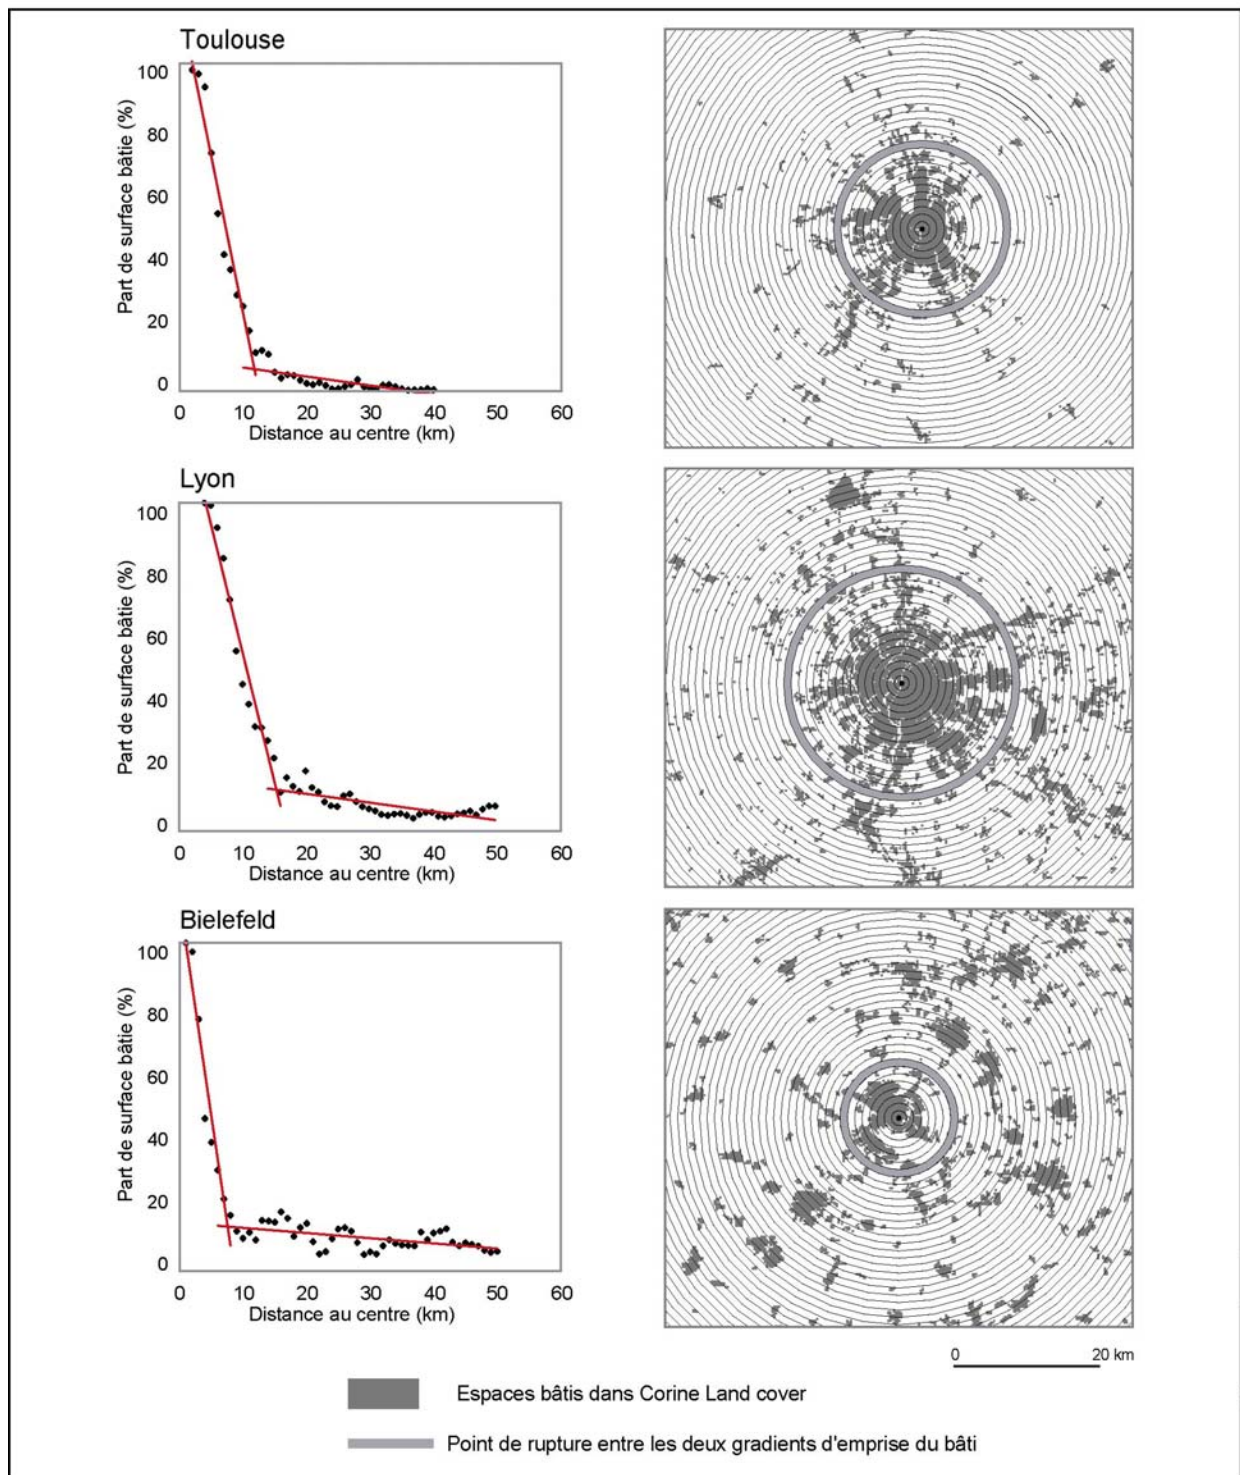 Toulouse
Part de surface bâtie (%)
100
80
60
40
20
0
0 10 20 30 40 50 60
Distance au centre (km)
Lyon
Part de surface bâtie (%)
100
80
60
40
20
0
0 10 20 30 40 50 60
Distance au centre (km)
Bielefeld
Part de surface bâtie (%)
100
80
60
40
20
0
0 10 20 30 40 50 60
Distance au centre (km)
0 20 km
Espaces bâtis dans Corine Land cover
Point de rupture entre les deux gradients d'emprise du bâti